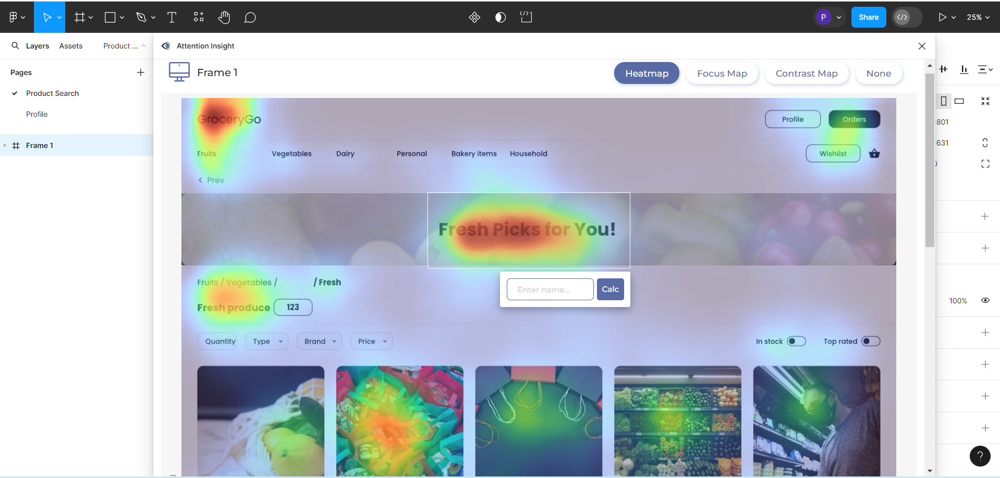 P
Share
25%
Layers
Assets
Product ...
Attention Insight
Pages
Product Search
Profile
Frame 1
Frame 1
Heatmap
Focus Map
Contrast Map
None
GroceryGo
Profile
Orders
Fruits
Vegetables
Dairy
Personal
Bakery items
Household
Wishlist
Prev
Fresh Picks for You!
Fruits / Vegetables / / Fresh
Enter name...
Calc
Fresh produce
123
Quantity
Type
Brand
Price
In stock
Top rated
801
631
100%
?